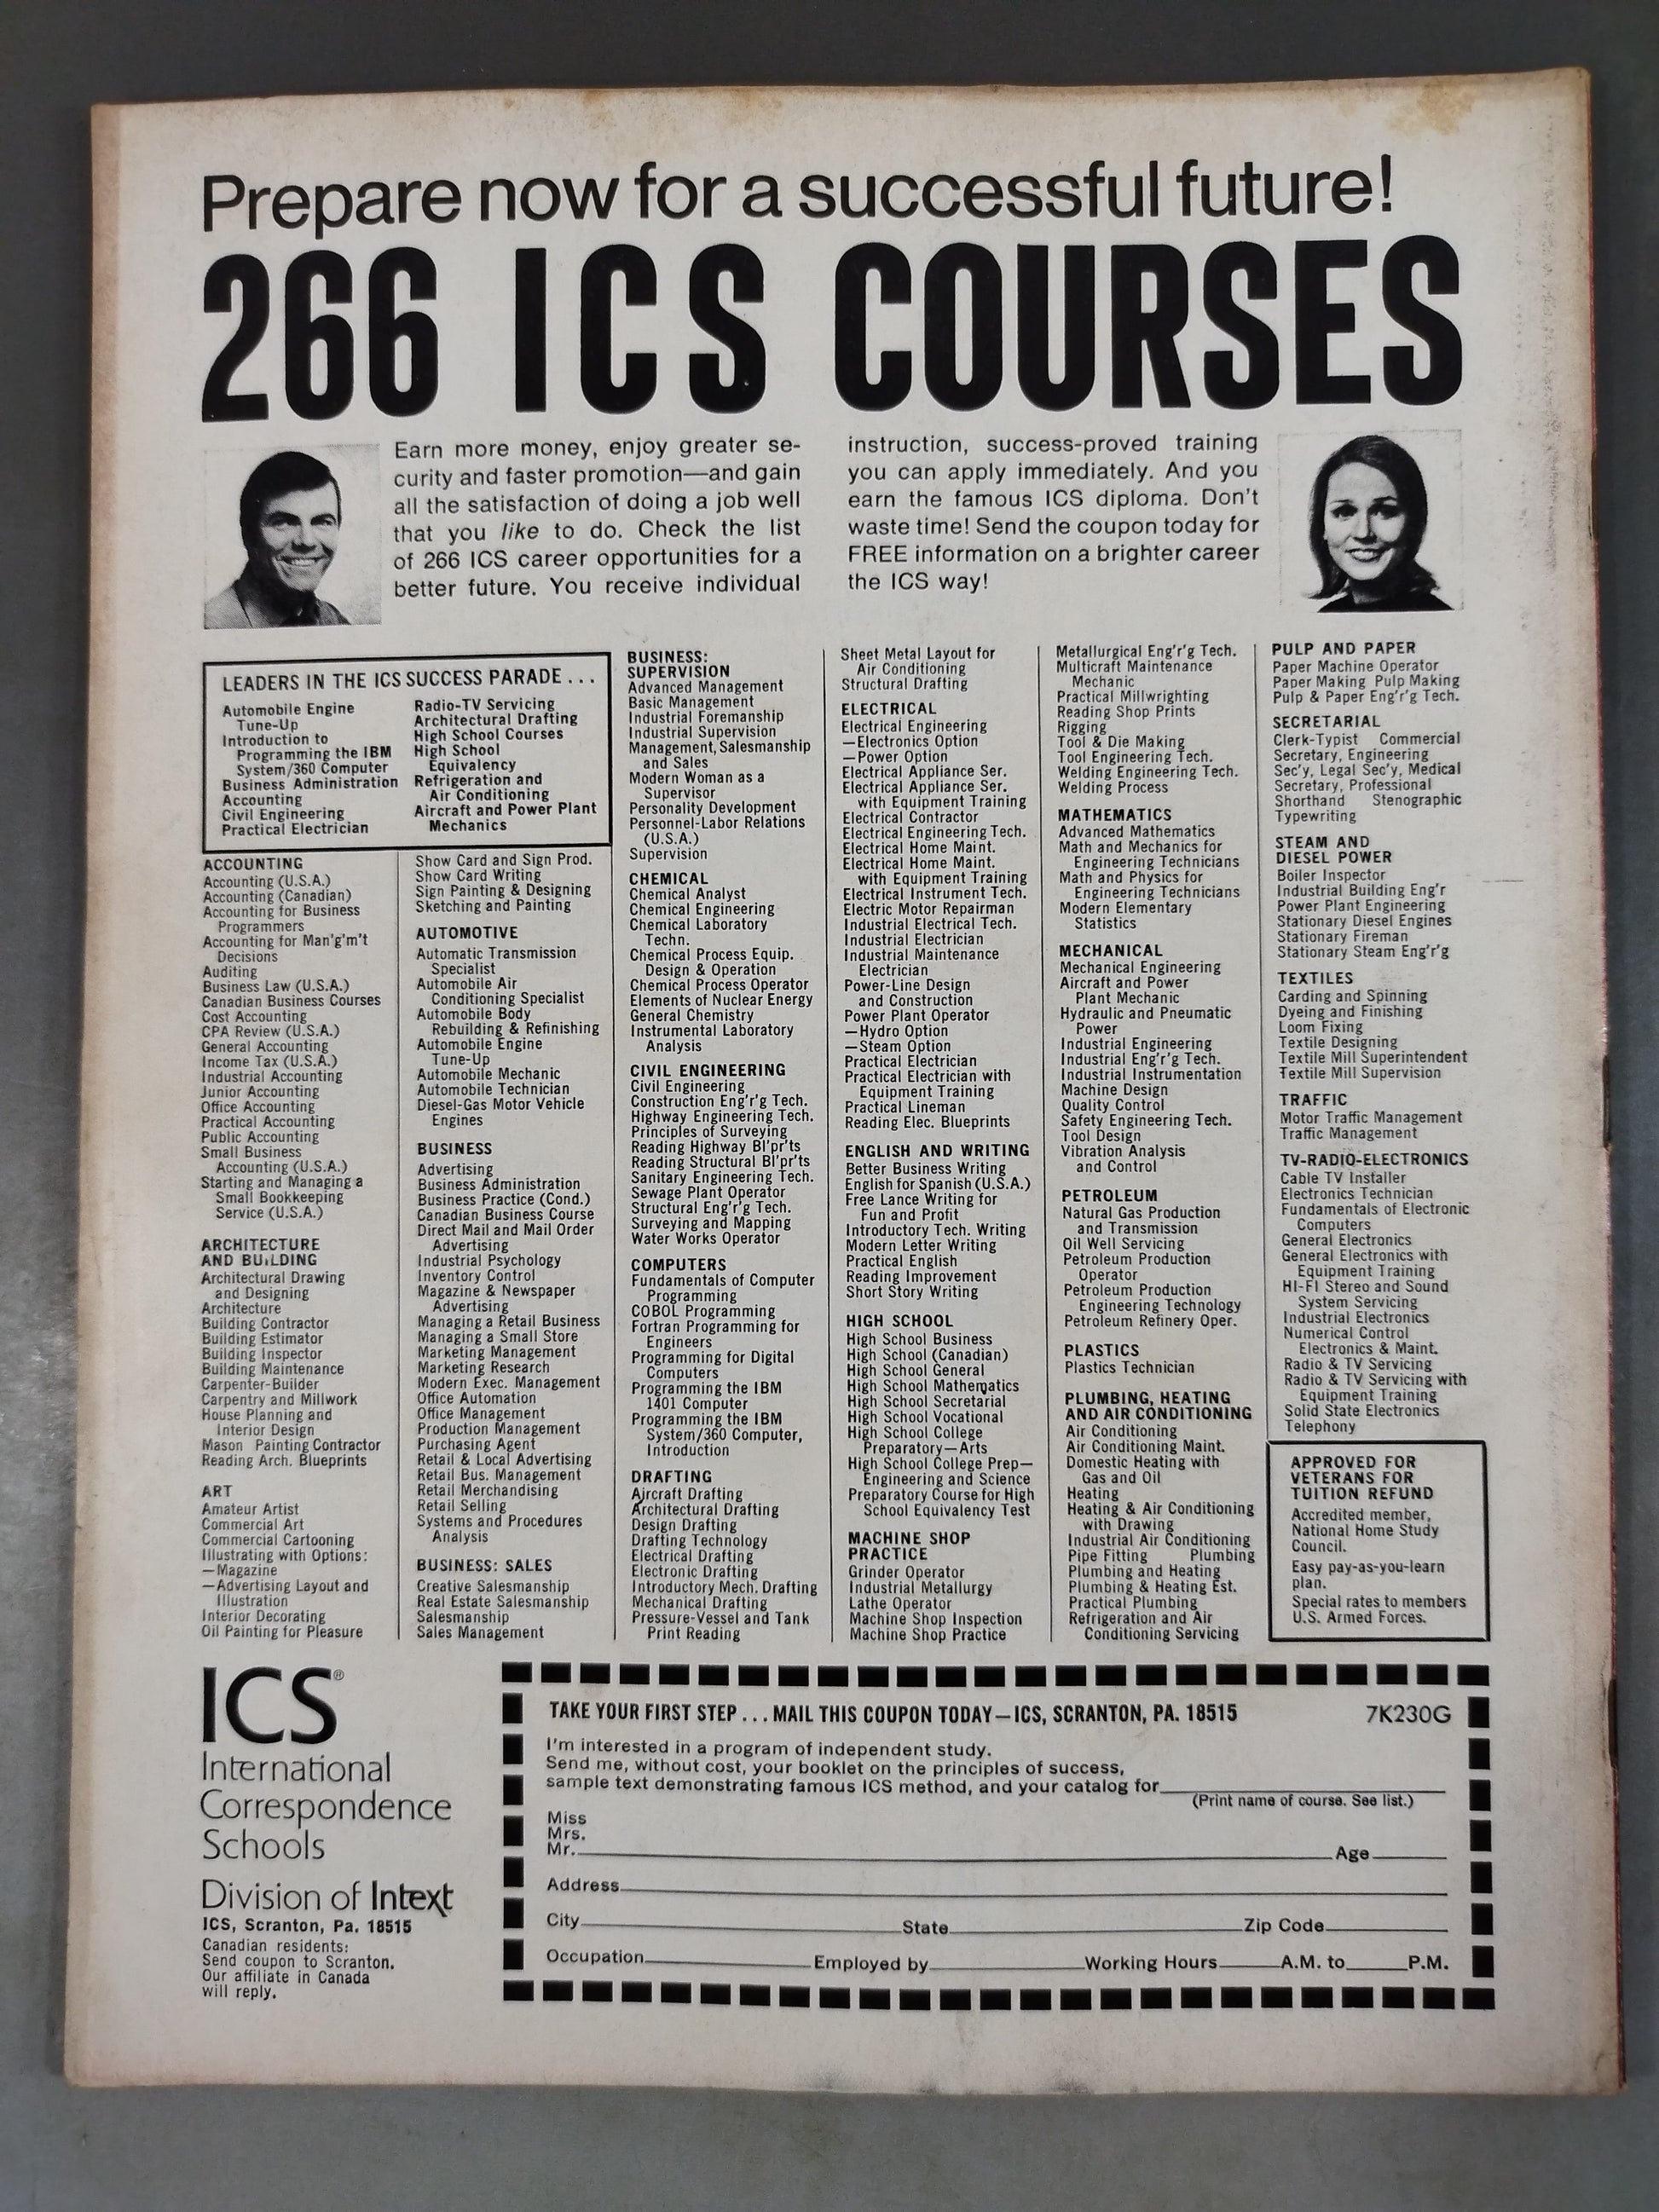 Prepare now for a successful future!
266 ICS COURSES
Earn more money, enjoy greater se-
curity and faster promotion—and gain
all the satisfaction of doing a job well
that you like to do. Check the list
of 266 ICS career opportunities for a
better future. You receive individual
instruction, success-proved training
you can apply immediately. And you
earn the famous ICS diploma. Don't
waste time! Send the coupon today for
FREE information on a brighter career
the ICS way!
LEADERS IN THE ICS SUCCESS PARADE . . .
Automobile Engine
Tune-Up
Introduction to
Programming the IBM
System/360 Computer
Business Administration
Accounting
Civil Engineering
Practical Electrician
Radio-TV Servicing
Architectural Drafting
High School Courses
High School
Equivalency
Refrigeration and
Air Conditioning
Aircraft and Power Plant
Mechanics
ACCOUNTING
Accounting (U.S.A.)
Accounting (Canadian)
Accounting for Business
Programmers
Accounting for Man'g'm't
Decisions
Auditing
Business Law (U.S.A.)
Canadian Business Courses
Cost Accounting
CPA Review (U.S.A.)
General Accounting
Income Tax (U.S.A.)
Industrial Accounting
Junior Accounting
Office Accounting
Practical Accounting
Public Accounting
Small Business
Accounting (U.S.A.)
Starting and Managing a
Small Bookkeeping
Service (U.S.A.)
ARCHITECTURE
AND BUILDING
Architectural Drawing
and Designing
Architecture
Building Contractor
Building Estimator
Building Inspector
Building Maintenance
Carpenter-Builder
Carpentry and Millwork
House Planning and
Interior Design
Mason Painting Contractor
Reading Arch. Blueprints
ART
Amateur Artist
Commercial Art
Commercial Cartooning
Illustrating with Options:
—Magazine
—Advertising Layout and
Illustration
Interior Decorating
Oil Painting for Pleasure
Show Card and Sign Prod.
Show Card Writing
Sign Painting & Designing
Sketching and Painting
AUTOMOTIVE
Automatic Transmission
Specialist
Automobile Air
Conditioning Specialist
Automobile Body
Rebuilding & Refinishing
Automobile Engine
Tune-Up
Automobile Mechanic
Automobile Technician
Diesel-Gas Motor Vehicle
Engines
BUSINESS
Advertising
Business Administration
Business Practice (Cond.)
Canadian Business Course
Direct Mail and Mail Order
Advertising
Industrial Psychology
Inventory Control
Magazine & Newspaper
Advertising
Managing a Retail Business
Managing a Small Store
Marketing Management
Marketing Research
Modern Exec. Management
Office Automation
Office Management
Production Management
Purchasing Agent
Retail & Local Advertising
Retail Bus. Management
Retail Merchandising
Retail Selling
Systems and Procedures
Analysis
BUSINESS: SALES
Creative Salesmanship
Real Estate Salesmanship
Salesmanship
Sales Management
BUSINESS:
SUPERVISION
Advanced Management
Basic Management
Industrial Foremanship
Industrial Supervision
Management, Salesmanship
and Sales
Modern Woman as a
Supervisor
Personality Development
Personnel-Labor Relations
(U.S.A.)
Supervision
CHEMICAL
Chemical Analyst
Chemical Engineering
Chemical Laboratory
Techn.
Chemical Process Equip.
Design & Operation
Chemical Process Operator
Elements of Nuclear Energy
General Chemistry
Instrumental Laboratory
Analysis
CIVIL ENGINEERING
Civil Engineering
Construction Eng'r'g Tech.
Highway Engineering Tech.
Principles of Surveying
Reading Highway Bl'pr'ts
Reading Structural Bl'pr'ts
Sanitary Engineering Tech.
Sewage Plant Operator
Structural Eng'r'g Tech.
Surveying and Mapping
Water Works Operator
COMPUTERS
Fundamentals of Computer
Programming
COBOL Programming
Fortran Programming for
Engineers
Programming for Digital
Computers
Programming the IBM
1401 Computer
Programming the IBM
System/360 Computer,
Introduction
DRAFTING
Aircraft Drafting
Architectural Drafting
Design Drafting
Drafting Technology
Electrical Drafting
Electronic Drafting
Introductory Mech. Drafting
Mechanical Drafting
Pressure-Vessel and Tank
Print Reading
Sheet Metal Layout for
Air Conditioning
Structural Drafting
ELECTRICAL
Electrical Engineering
—Electronics Option
—Power Option
Electrical Appliance Ser.
Electrical Appliance Ser.
with Equipment Training
Electrical Contractor
Electrical Engineering Tech.
Electrical Home Maint.
Electrical Home Maint.
with Equipment Training
Electrical Instrument Tech.
Electric Motor Repairman
Industrial Electrical Tech.
Industrial Electrician
Industrial Maintenance
Electrician
Power-Line Design
and Construction
Power Plant Operator
—Hydro Option
—Steam Option
Practical Electrician
Practical Electrician with
Equipment Training
Practical Lineman
Reading Elec. Blueprints
ENGLISH AND WRITING
Better Business Writing
English for Spanish (U.S.A.)
Free Lance Writing for
Fun and Profit
Introductory Tech. Writing
Modern Letter Writing
Practical English
Reading Improvement
Short Story Writing
HIGH SCHOOL
High School Business
High School (Canadian)
High School General
High School Mathematics
High School Secretarial
High School Vocational
High School College
Preparatory—Arts
High School College Prep—
Engineering and Science
Preparatory Course for High
School Equivalency Test
MACHINE SHOP
PRACTICE
Grinder Operator
Industrial Metallurgy
Lathe Operator
Machine Shop Inspection
Machine Shop Practice
Metallurgical Eng'r'g Tech.
Multicraft Maintenance
Mechanic
Practical Millwrighting
Reading Shop Prints
Rigging
Tool & Die Making
Tool Engineering Tech.
Welding Engineering Tech.
Welding Process
MATHEMATICS
Advanced Mathematics
Math and Mechanics for
Engineering Technicians
Math and Physics for
Engineering Technicians
Modern Elementary
Statistics
MECHANICAL
Mechanical Engineering
Aircraft and Power
Plant Mechanic
Hydraulic and Pneumatic
Power
Industrial Engineering
Industrial Eng'r'g Tech.
Industrial Instrumentation
Machine Design
Quality Control
Safety Engineering Tech.
Tool Design
Vibration Analysis
and Control
PETROLEUM
Natural Gas Production
and Transmission
Oil Well Servicing
Petroleum Production
Operator
Petroleum Production
Engineering Technology
Petroleum Refinery Oper.
PLASTICS
Plastics Technician
PLUMBING, HEATING
AND AIR CONDITIONING
Air Conditioning
Air Conditioning Maint.
Domestic Heating with
Gas and Oil
Heating
Heating & Air Conditioning
with Drawing
Industrial Air Conditioning
Pipe Fitting Plumbing
Plumbing and Heating
Plumbing & Heating Est.
Practical Plumbing
Refrigeration and Air
Conditioning Servicing
PULP AND PAPER
Paper Machine Operator
Paper Making Pulp Making
Pulp & Paper Eng'r'g Tech.
SECRETARIAL
Clerk-Typist Commercial
Secretary, Engineering
Sec'y, Legal Sec'y, Medical
Secretary, Professional
Shorthand Stenographic
Typewriting
STEAM AND
DIESEL POWER
Boiler Inspector
Industrial Building Eng'r
Power Plant Engineering
Stationary Diesel Engines
Stationary Fireman
Stationary Steam Eng'r'g
TEXTILES
Carding and Spinning
Dyeing and Finishing
Loom Fixing
Textile Designing
Textile Mill Superintendent
Textile Mill Supervision
TRAFFIC
Motor Traffic Management
Traffic Management
TV-RADIO-ELECTRONICS
Cable TV Installer
Electronics Technician
Fundamentals of Electronic
Computers
General Electronics
General Electronics with
Equipment Training
HI-FI Stereo and Sound
System Servicing
Industrial Electronics
Numerical Control
Electronics & Maint.
Radio & TV Servicing
Radio & TV Servicing with
Equipment Training
Solid State Electronics
Telephony
APPROVED FOR
VETERANS FOR
TUITION REFUND
Accredited member,
National Home Study
Council.
Easy pay-as-you-learn
plan.
Special rates to members
U.S. Armed Forces.
ICS®
International
Correspondence
Schools
Division of Intext
ICS, Scranton, Pa. 18515
Canadian residents:
Send coupon to Scranton.
Our affiliate in Canada
will reply.
TAKE YOUR FIRST STEP . . . MAIL THIS COUPON TODAY—ICS, SCRANTON, PA. 18515 7K230G
I'm interested in a program of independent study.
Send me, without cost, your booklet on the principles of success,
sample text demonstrating famous ICS method, and your catalog for
(Print name of course. See list.)
Miss
Mrs.
Mr. Age
Address
City State Zip Code
Occupation Employed by Working Hours A.M. to P.M.